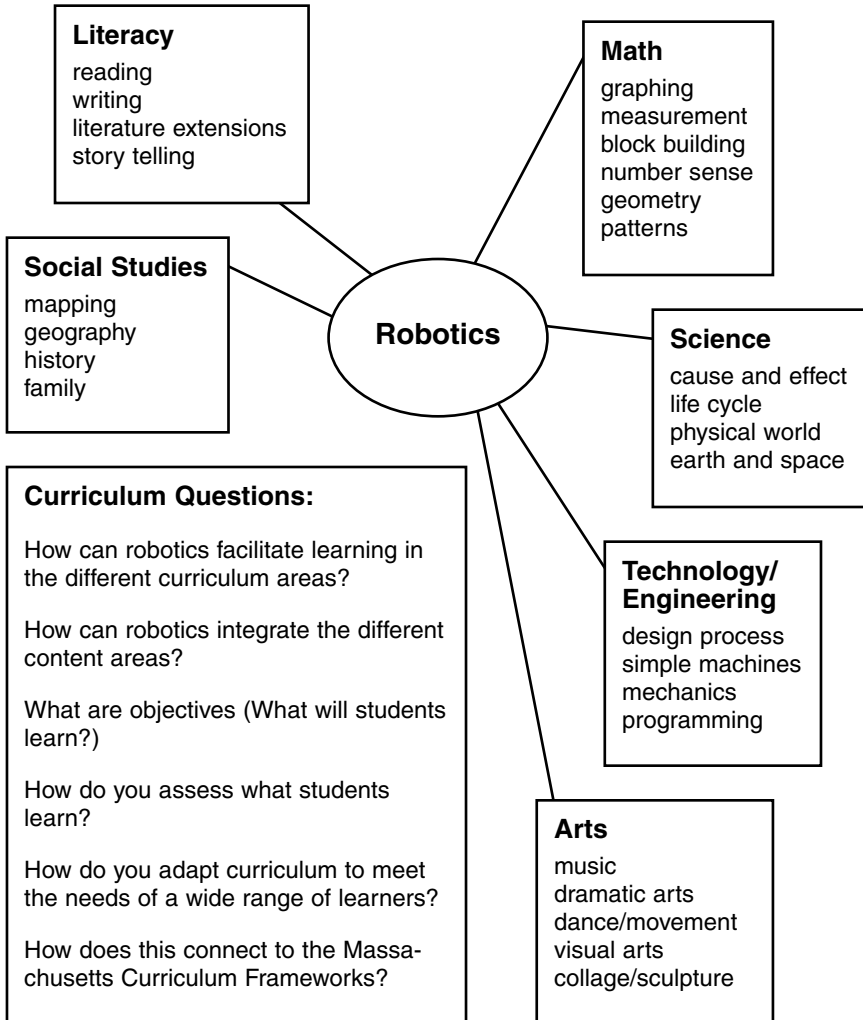 Literacy
reading
writing
literature extensions
story telling
Math
graphing
measurement
block building
number sense
geometry
patterns
Social Studies
mapping
geography
history
family
Robotics
Science
cause and effect
life cycle
physical world
earth and space
Curriculum Questions:
How can robotics facilitate learning in
the different curriculum areas?
How can robotics integrate the different
content areas?
What are objectives (What will students
learn?)
How do you assess what students
learn?
How do you adapt curriculum to meet
the needs of a wide range of learners?
How does this connect to the Massa-
chusetts Curriculum Frameworks?
Technology/
Engineering
design process
simple machines
mechanics
programming
Arts
music
dramatic arts
dance/movement
visual arts
collage/sculpture